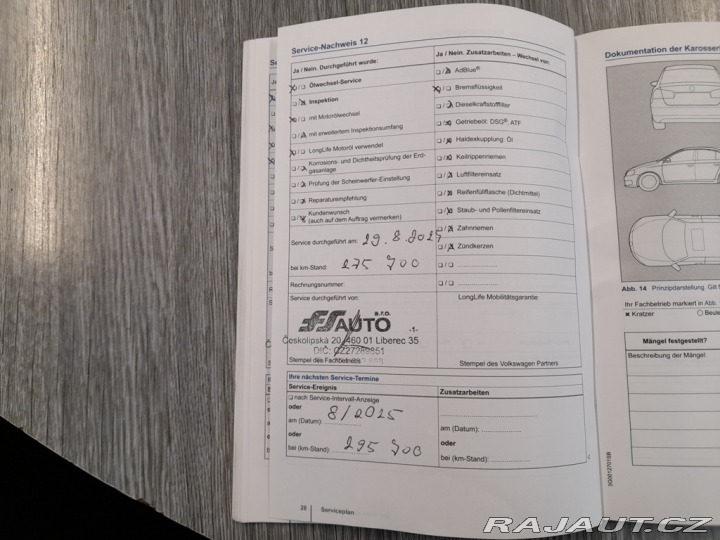 Service-Nachweis 12
Ja / Nein. Durchgeführt wurde:
Ölwechsel-Service
Inspektion
mit Motorölwechsel
mit erweitertem Inspektionsumfang
LongLife Motoröl verwendet
Korrosions- und Dichtheitsprüfung der Erd-
gasanlage
Prüfung der Scheinwerfer-Einstellung
Reparaturempfehlung
Kundenwunsch
(auch auf dem Auftrag vermerken)
Service durchgeführt am: 29.8.2024
bei km-Stand: 275 700
Rechnungsnummer:
Service durchgeführt von:
Ja / Nein. Zusatzarbeiten – Wechsel von:
AdBlue®
Bremsflüssigkeit
Dieselkraftstofffilter
Getriebeöl: DSG®, ATF
Haldexkupplung: Öl
Keilrippenriemen
Luftfiltereinsatz
Reifenfüllflasche (Dichtmittel)
Staub- und Pollenfiltereinsatz
Zahnriemen
Zündkerzen
LongLife Mobilitätsgarantie:
s.r.o.
AUTO -1-
Českolipská 20, 460 01 Liberec 35
Stempel des Fachbetriebs
Stempel des Volkswagen Partners
Ihre nächsten Service-Termine
Service-Ereignis
nach Service-Intervall-Anzeige
oder
am (Datum): 8/2025
oder
bei (km-Stand): 295 700
Zusatzarbeiten
am (Datum):
oder
bei (km-Stand):
28 Serviceplan
Dokumentation der Karosser
Abb. 14 Prinzipdarstellung. Gilt f
Ihr Fachbetrieb markiert in Abb.
Kratzer Beule
Mängel festgestellt?
Beschreibung der Mängel:
RAJAUT.CZ